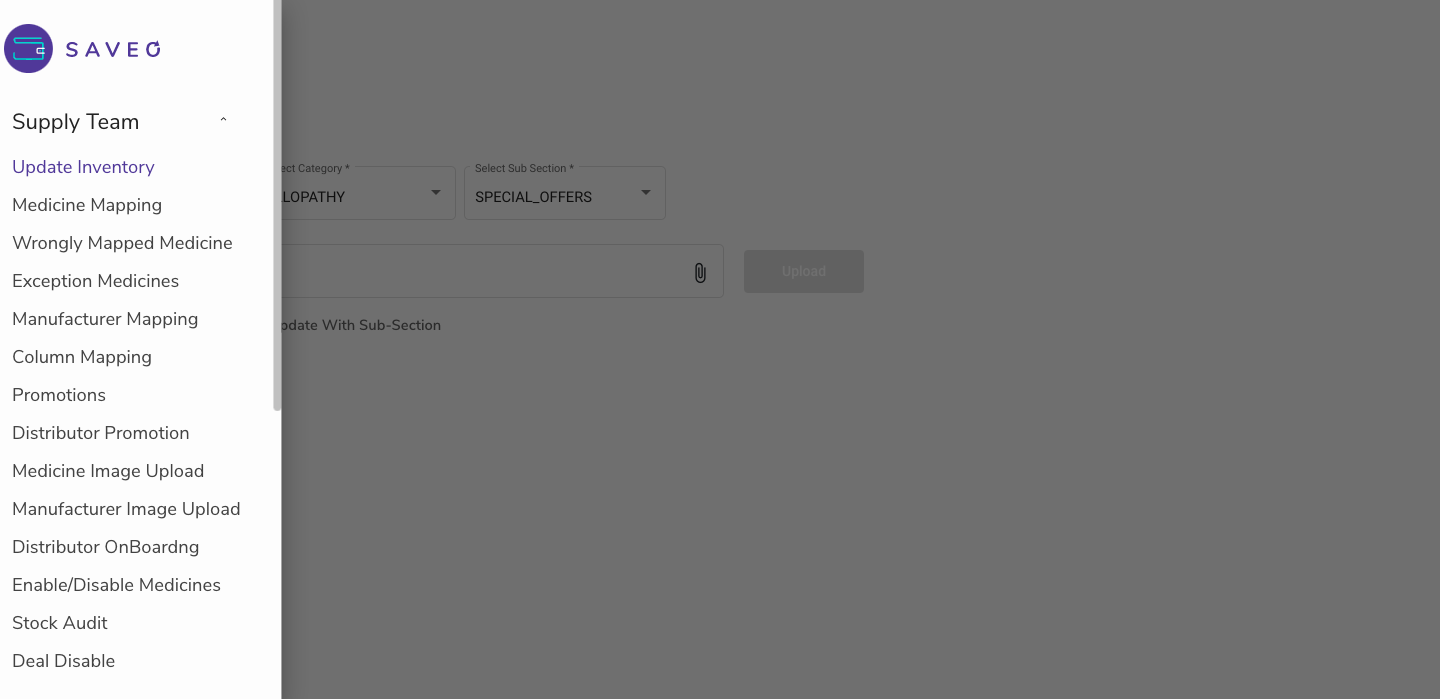 SAVEO
Supply Team
Update Inventory
Medicine Mapping
Wrongly Mapped Medicine
Exception Medicines
Manufacturer Mapping
Column Mapping
Promotions
Distributor Promotion
Medicine Image Upload
Manufacturer Image Upload
Distributor OnBoardng
Enable/Disable Medicines
Stock Audit
Deal Disable
ect Category *
LOPATHY
Select Sub Section *
SPECIAL_OFFERS
Upload
pdate With Sub-Section